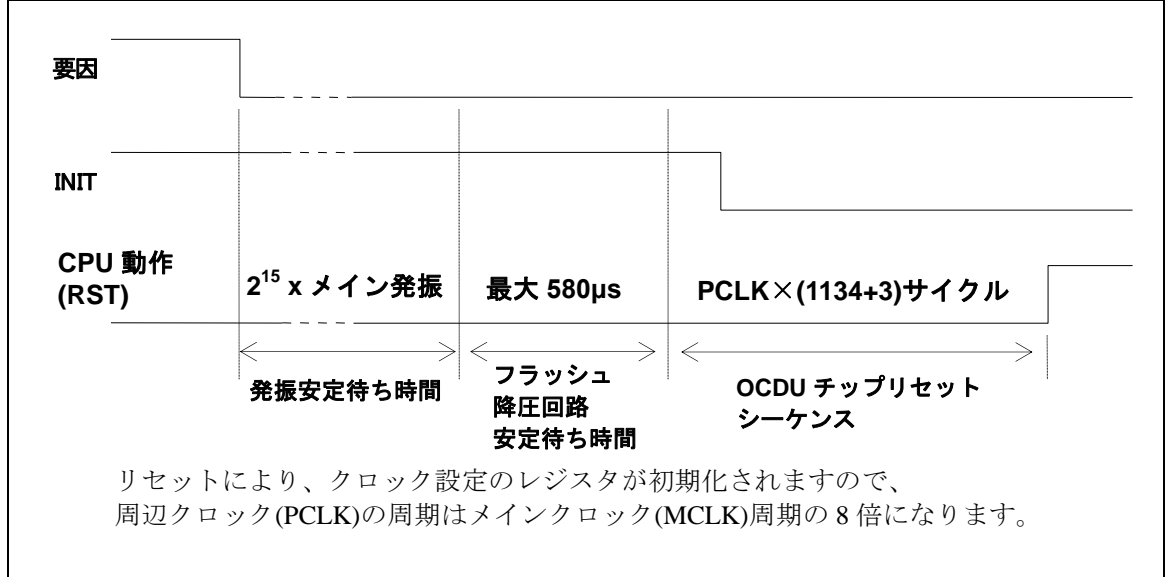 要因
INIT
CPU 動作
(RST)
2^15 x メイン発振
最大 580µs
PCLK×(1134+3)サイクル
発振安定待ち時間
フラッシュ
降圧回路
安定待ち時間
OCDU チップリセット
シーケンス
リセットにより、クロック設定のレジスタが初期化されますので、
周辺クロック(PCLK)の周期はメインクロック(MCLK)周期の 8 倍になります。